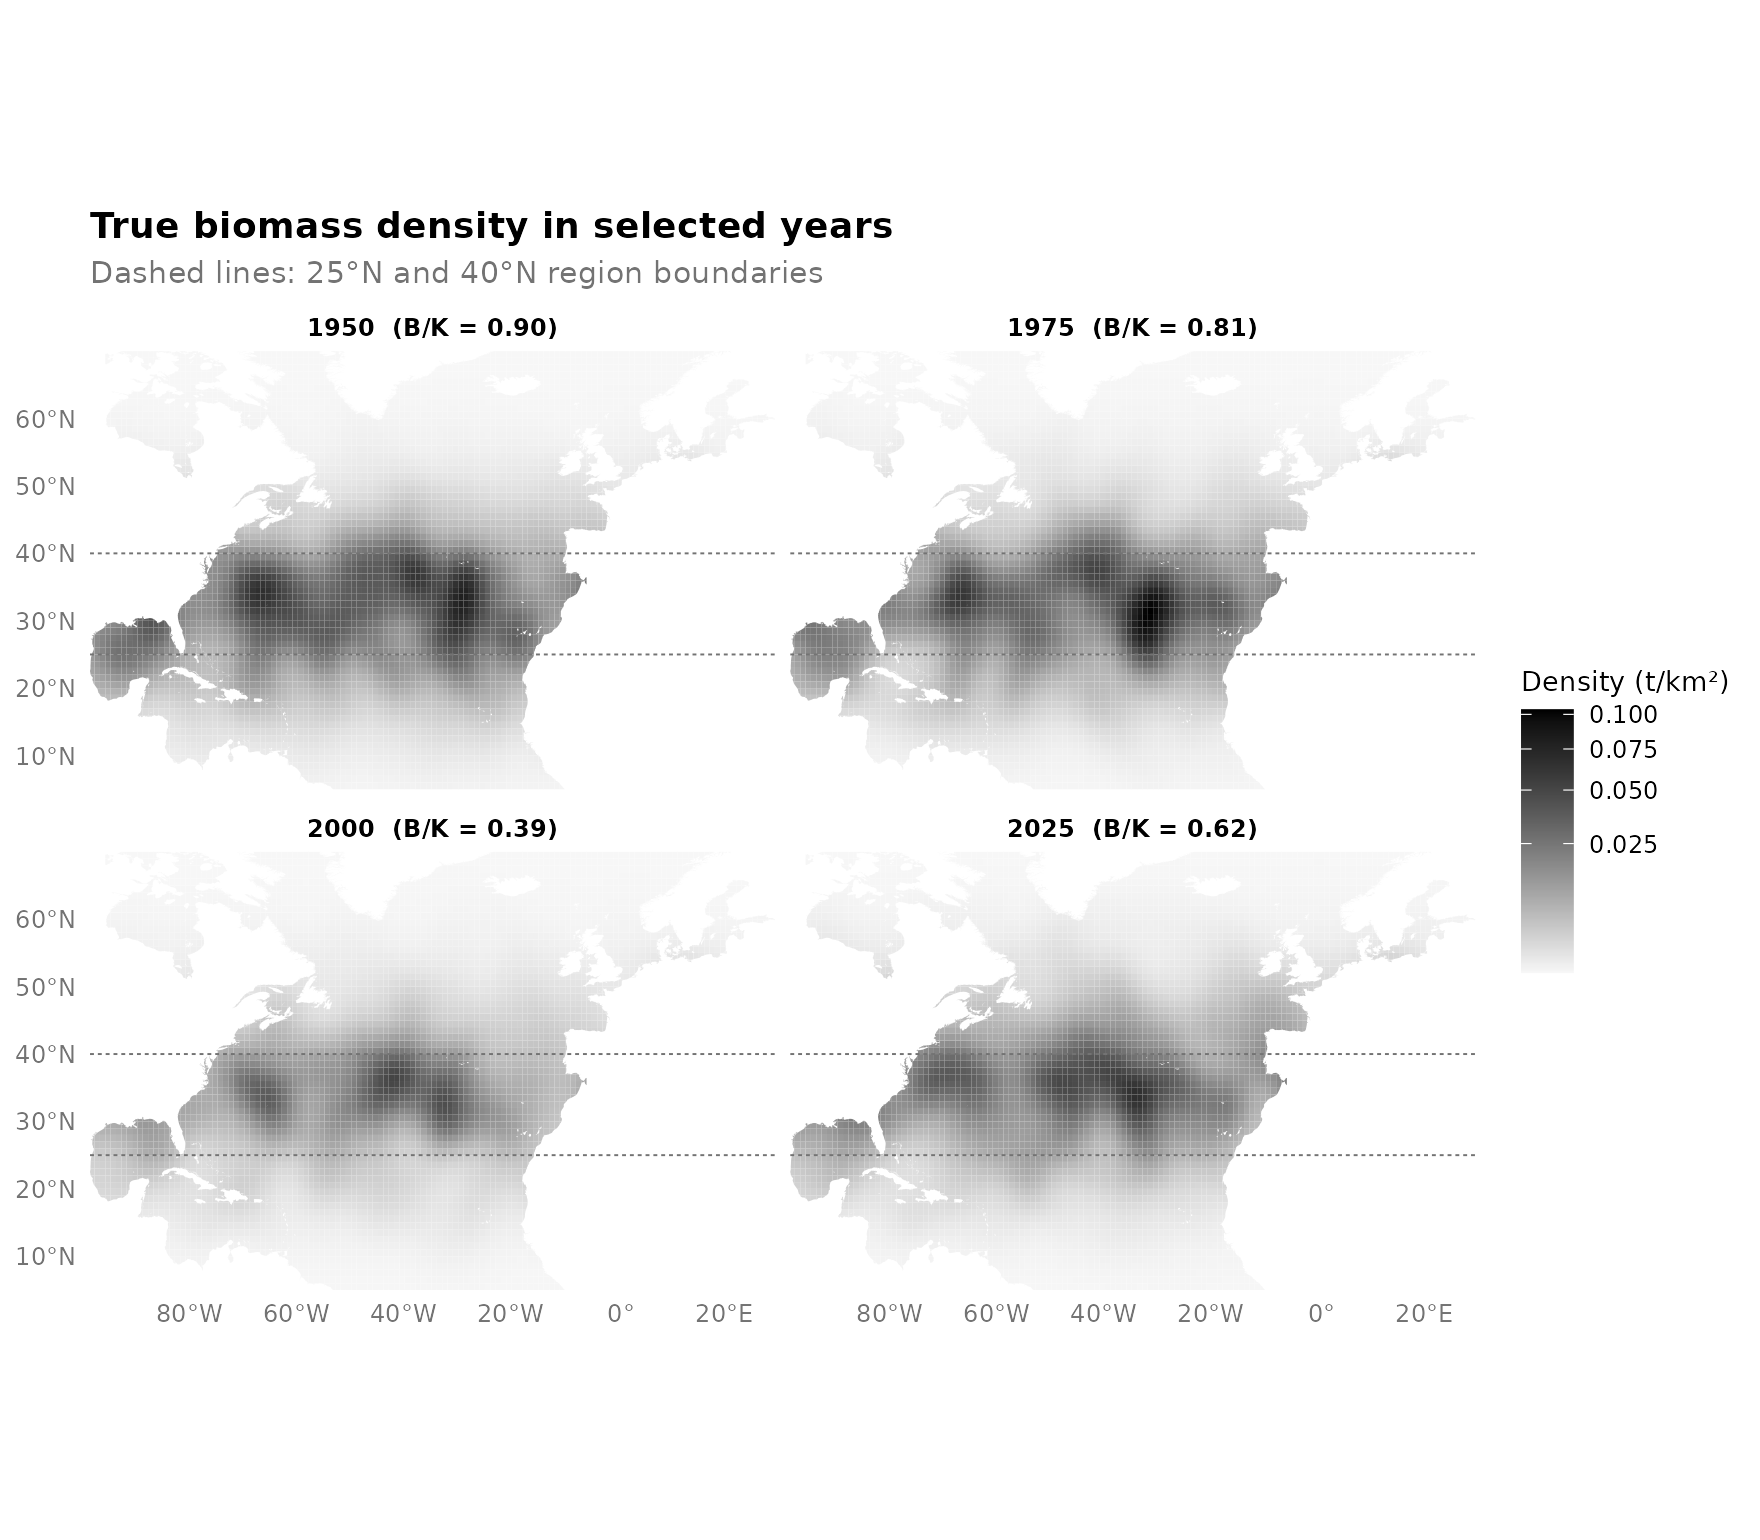 True biomass density in selected years
Dashed lines: 25°N and 40°N region boundaries
1950  (B/K = 0.90)
1975  (B/K = 0.81)
60°N
50°N
40°N
30°N
20°N
10°N
2000  (B/K = 0.39)
2025  (B/K = 0.62)
60°N
50°N
40°N
30°N
20°N
10°N
80°W 60°W 40°W 20°W 0° 20°E
80°W 60°W 40°W 20°W 0° 20°E
Density (t/km²)
0.100
0.075
0.050
0.025